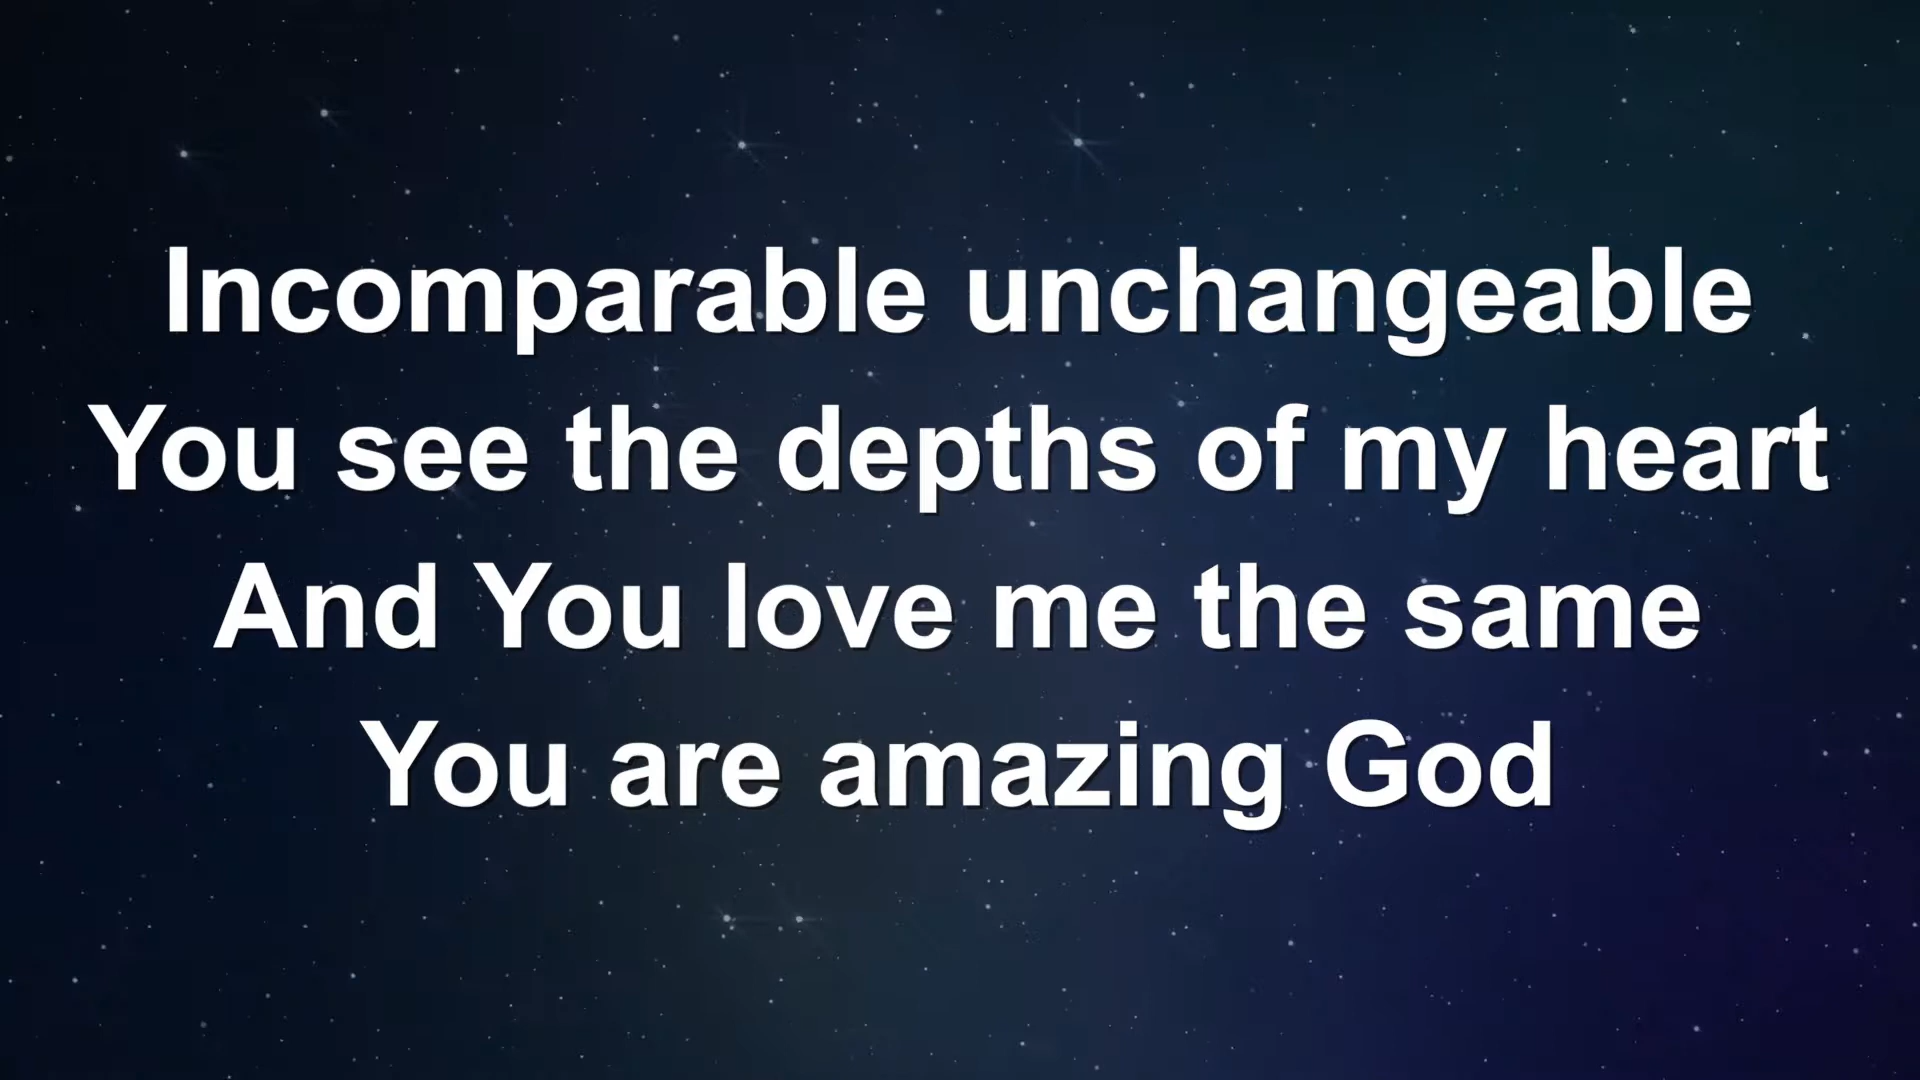 Incomparable unchangeable
You see the depths of my heart
And You love me the same
You are amazing God